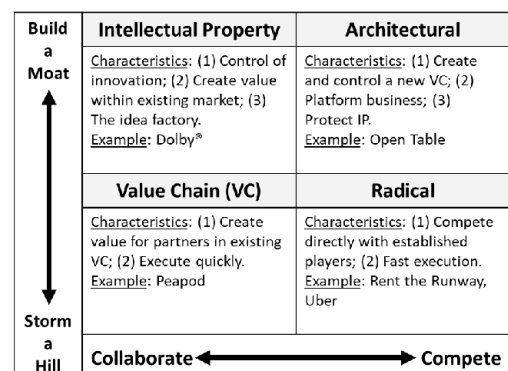 Build
a
Moat
Intellectual Property
Characteristics: (1) Control of
innovation; (2) Create value
within existing market; (3)
The idea factory.
Example: Dolby®
Architectural
Characteristics: (1) Create
and control a new VC; (2)
Platform business; (3)
Protect IP.
Example: Open Table
Value Chain (VC)
Characteristics: (1) Create
value for partners in existing
VC; (2) Execute quickly.
Example: Peapod
Radical
Characteristics: (1) Compete
directly with established
players; (2) Fast execution.
Example: Rent the Runway,
Uber
Storm
a
Hill
Collaborate
Compete